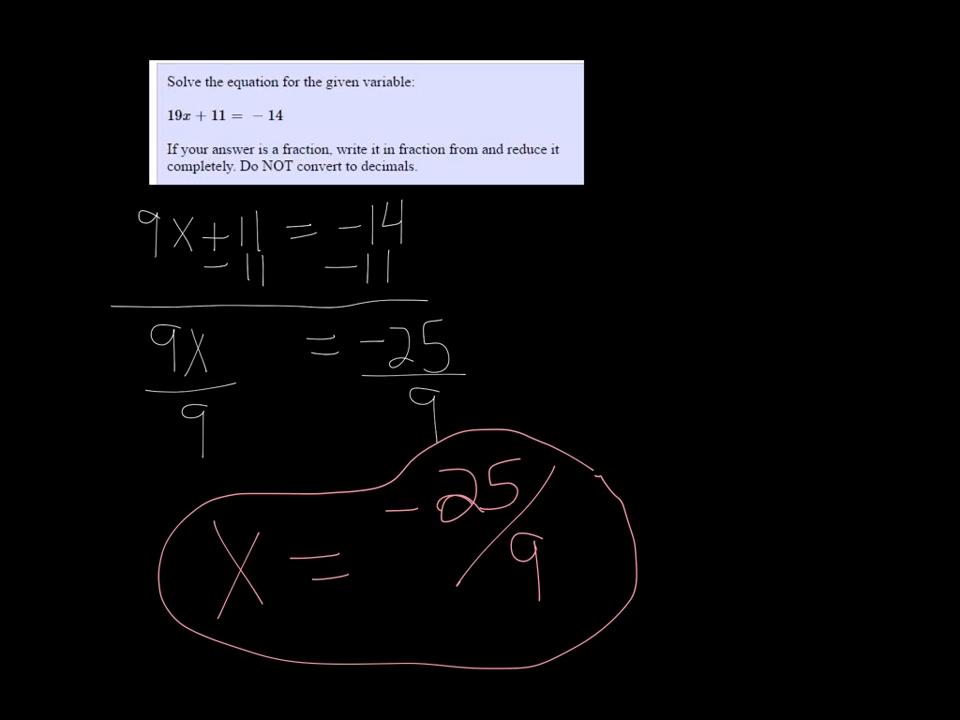 Solve the equation for the given variable:
19x + 11 = - 14
If your answer is a fraction, write it in fraction from and reduce it
completely. Do NOT convert to decimals.
9x+11 = -14
-11 -11
9x = -25
9 9
x = -25/9